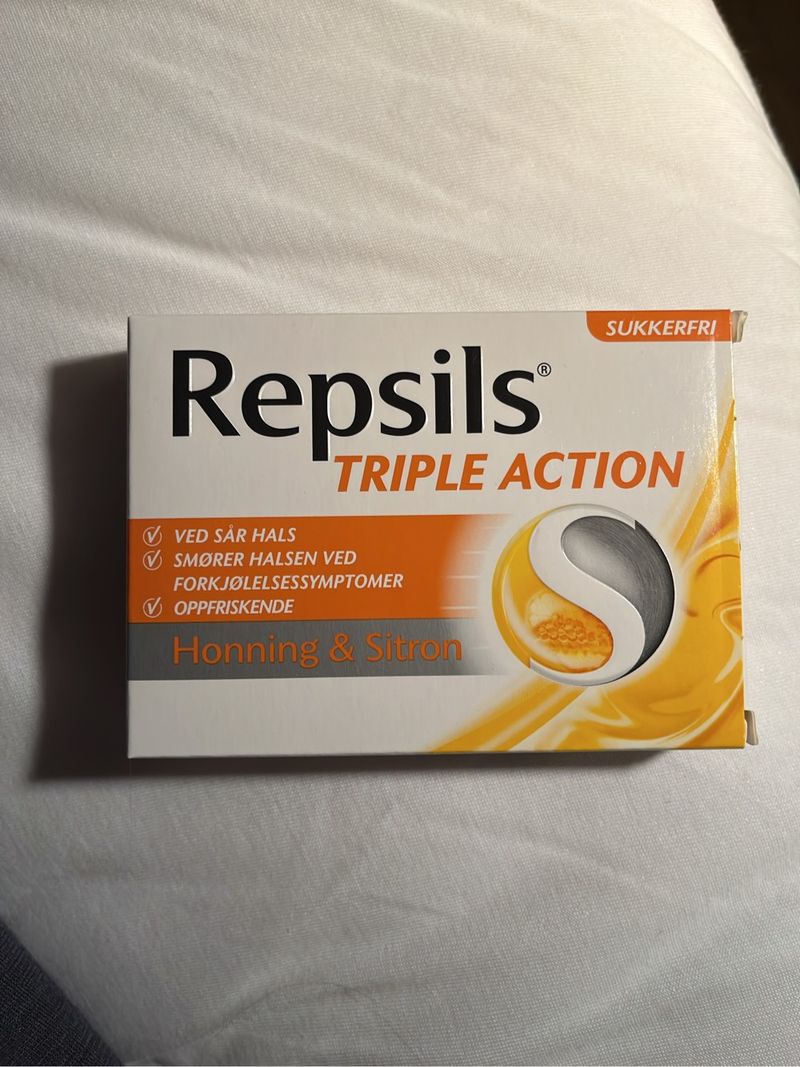 SUKKERFRI
Repsils®
TRIPLE ACTION
VED SÅR HALS
SMØRER HALSEN VED
FORKJØLELSESSYMPTOMER
OPPFRISKENDE
Honning & Sitron